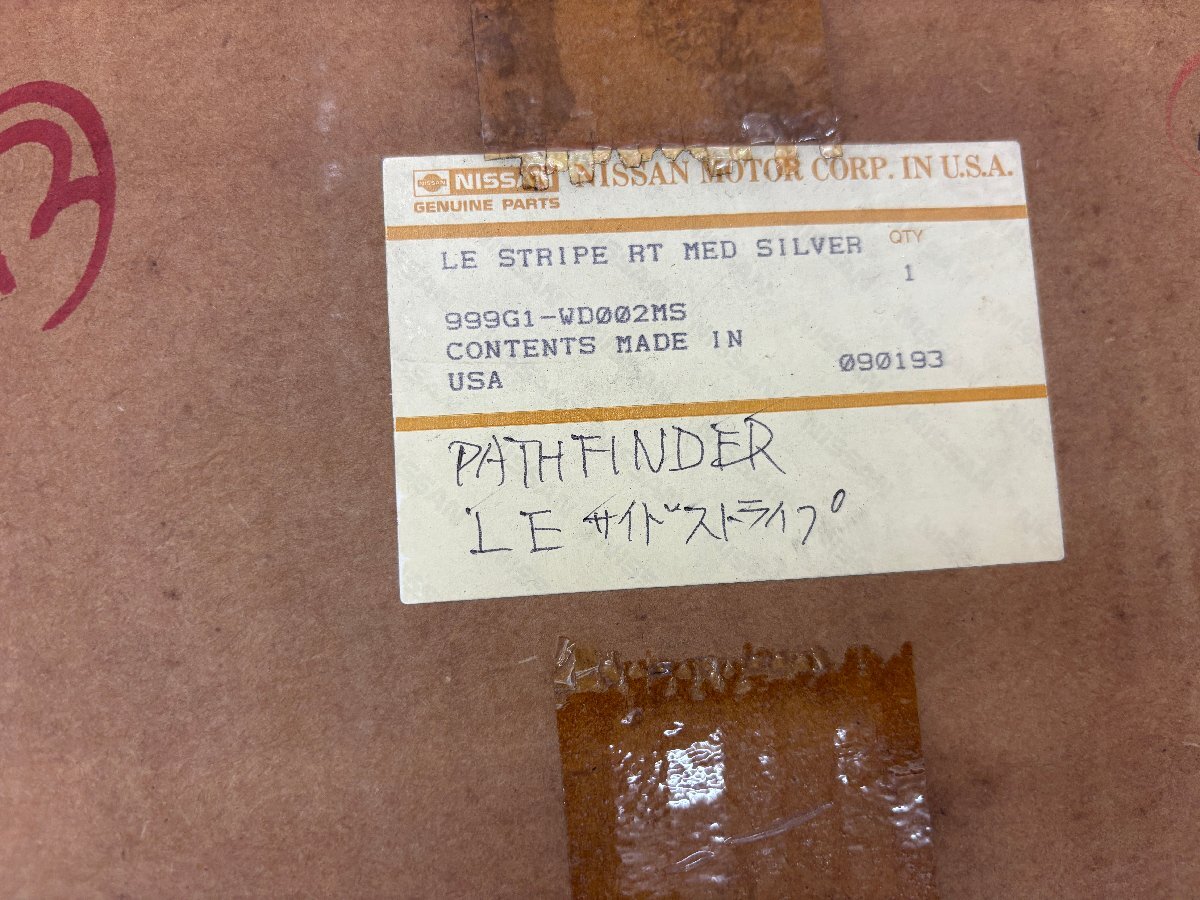 NISSAN NISSAN MOTOR CORP. IN U.S.A.
GENUINE PARTS
LE STRIPE RT MED SILVER QTY
1
999G1-WD002MS
CONTENTS MADE IN
USA 090193
PATHFINDER
LE サイドストライプ